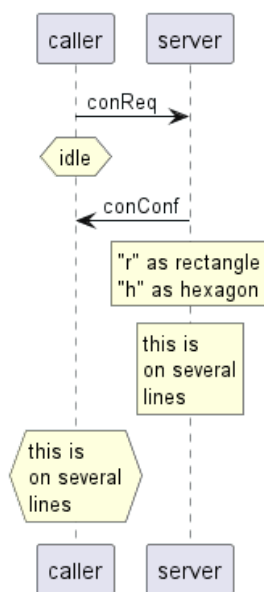 caller
server
conReq
idle
conConf
"r" as rectangle
"h" as hexagon
this is
on several
lines
this is
on several
lines
caller
server